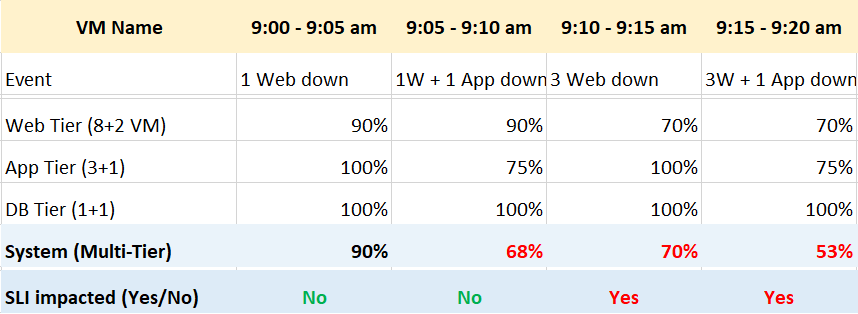 VM Name 9:00 - 9:05 am 9:05 - 9:10 am 9:10 - 9:15 am 9:15 - 9:20 am
Event 1 Web down 1W + 1 App down 3 Web down 3W + 1 App down
Web Tier (8+2 VM) 90% 90% 70% 70%
App Tier (3+1) 100% 75% 100% 75%
DB Tier (1+1) 100% 100% 100% 100%
System (Multi-Tier) 90% 68% 70% 53%
SLI impacted (Yes/No) No No Yes Yes